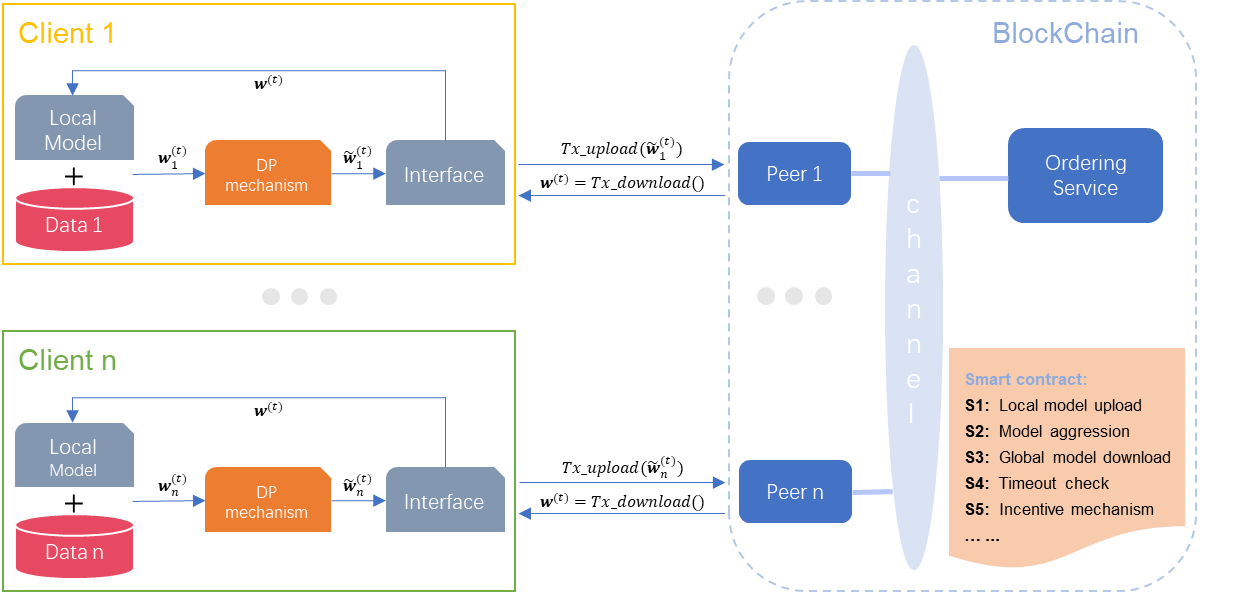 Client 1
w^(t)
Local
Model
+
Data 1
w_1^(t)
DP
mechanism
w̃_1^(t)
Interface
Tx_upload(w̃_1^(t))
w^(t) = Tx_download()
Client n
w^(t)
Local
Model
+
Data n
w_n^(t)
DP
mechanism
w̃_n^(t)
Interface
Tx_upload(w̃_n^(t))
w^(t) = Tx_download()
BlockChain
Peer 1
channel
Ordering
Service
Peer n
Smart contract:
S1: Local model upload
S2: Model aggression
S3: Global model download
S4: Timeout check
S5: Incentive mechanism
... ...